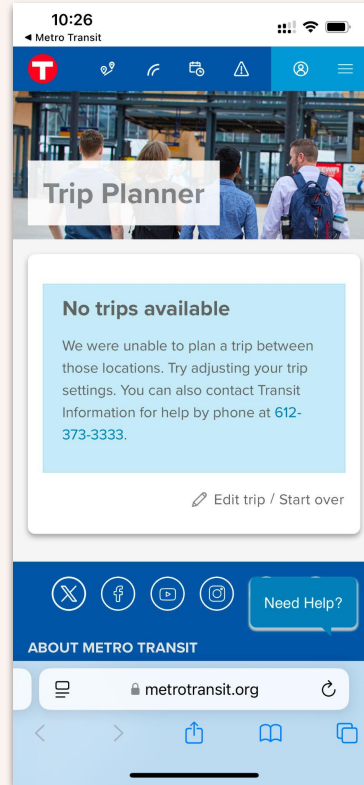 10:26
◀ Metro Transit
T
Trip Planner
No trips available
We were unable to plan a trip between
those locations. Try adjusting your trip
settings. You can also contact Transit
Information for help by phone at 612-
373-3333.
Edit trip / Start over
Need Help?
ABOUT METRO TRANSIT
metrotransit.org